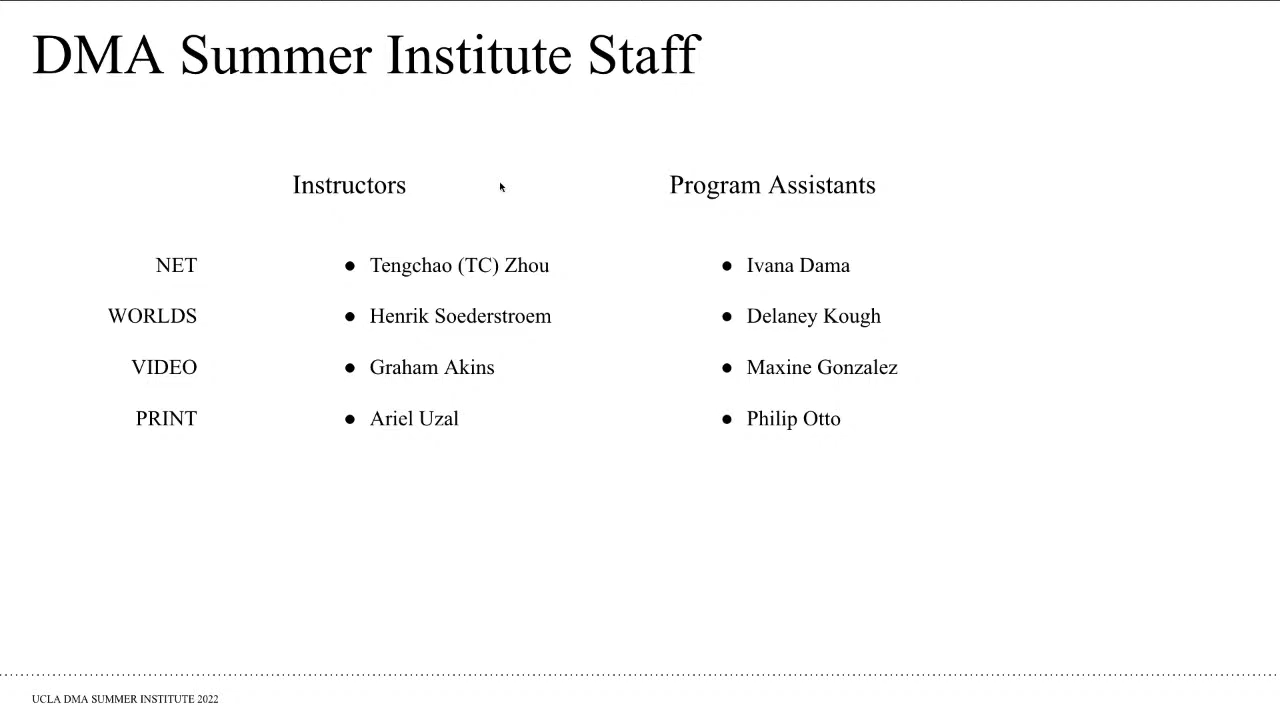 DMA Summer Institute Staff
Instructors Program Assistants
NET ● Tengchao (TC) Zhou ● Ivana Dama
WORLDS ● Henrik Soederstroem ● Delaney Kough
VIDEO ● Graham Akins ● Maxine Gonzalez
PRINT ● Ariel Uzal ● Philip Otto
UCLA DMA SUMMER INSTITUTE 2022